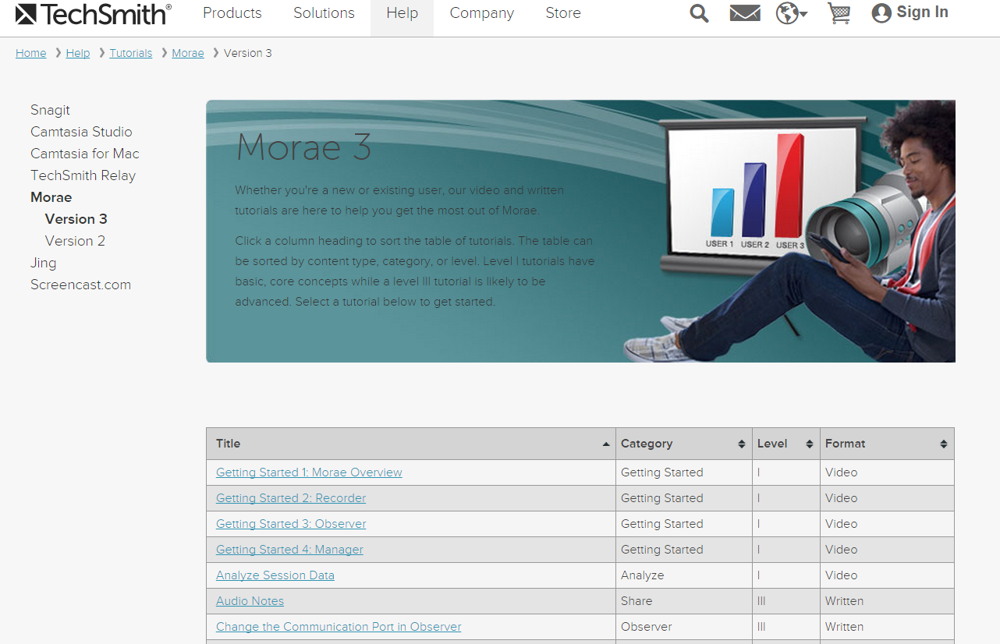 TechSmith® Products Solutions Help Company Store Sign In
Home Help Tutorials Morae Version 3
Snagit
Camtasia Studio
Camtasia for Mac
TechSmith Relay
Morae
Version 3
Version 2
Jing
Screencast.com
Morae 3
Whether you're a new or existing user, our video and written
tutorials are here to help you get the most out of Morae.
Click a column heading to sort the table of tutorials. The table can
be sorted by content type, category, or level. Level I tutorials have
basic, core concepts while a level III tutorial is likely to be
advanced. Select a tutorial below to get started.
USER 1 USER 2 USER 3
Title Category Level Format
Getting Started 1: Morae Overview Getting Started I Video
Getting Started 2: Recorder Getting Started I Video
Getting Started 3: Observer Getting Started I Video
Getting Started 4: Manager Getting Started I Video
Analyze Session Data Analyze I Video
Audio Notes Share III Written
Change the Communication Port in Observer Observer III Written